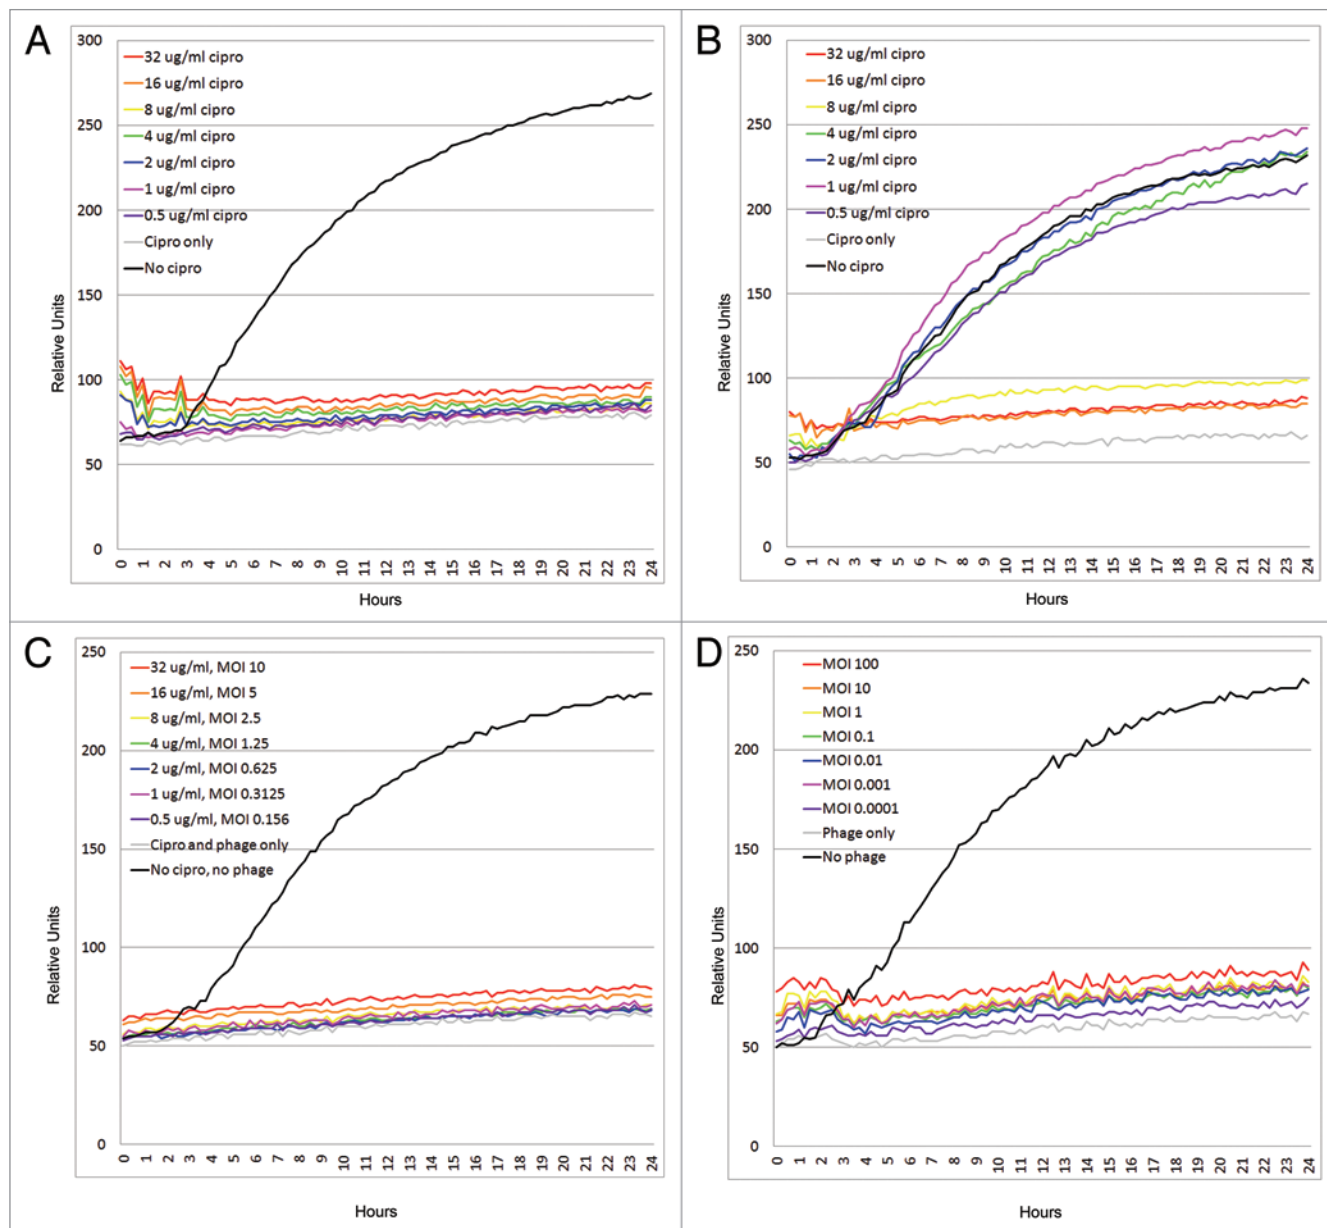 A
300
250
200
150
100
50
0
Relative Units
32 ug/ml cipro
16 ug/ml cipro
8 ug/ml cipro
4 ug/ml cipro
2 ug/ml cipro
1 ug/ml cipro
0.5 ug/ml cipro
Cipro only
No cipro
0 1 2 3 4 5 6 7 8 9 10 11 12 13 14 15 16 17 18 19 20 21 22 23 24
Hours
B
300
250
200
150
100
50
0
Relative Units
32 ug/ml cipro
16 ug/ml cipro
8 ug/ml cipro
4 ug/ml cipro
2 ug/ml cipro
1 ug/ml cipro
0.5 ug/ml cipro
Cipro only
No cipro
0 1 2 3 4 5 6 7 8 9 10 11 12 13 14 15 16 17 18 19 20 21 22 23 24
Hours
C
250
200
150
100
50
0
Relative Units
32 ug/ml, MOI 10
16 ug/ml, MOI 5
8 ug/ml, MOI 2.5
4 ug/ml, MOI 1.25
2 ug/ml, MOI 0.625
1 ug/ml, MOI 0.3125
0.5 ug/ml, MOI 0.156
Cipro and phage only
No cipro, no phage
0 1 2 3 4 5 6 7 8 9 10 11 12 13 14 15 16 17 18 19 20 21 22 23 24
Hours
D
250
200
150
100
50
0
Relative Units
MOI 100
MOI 10
MOI 1
MOI 0.1
MOI 0.01
MOI 0.001
MOI 0.0001
Phage only
No phage
0 1 2 3 4 5 6 7 8 9 10 11 12 13 14 15 16 17 18 19 20 21 22 23 24
Hours